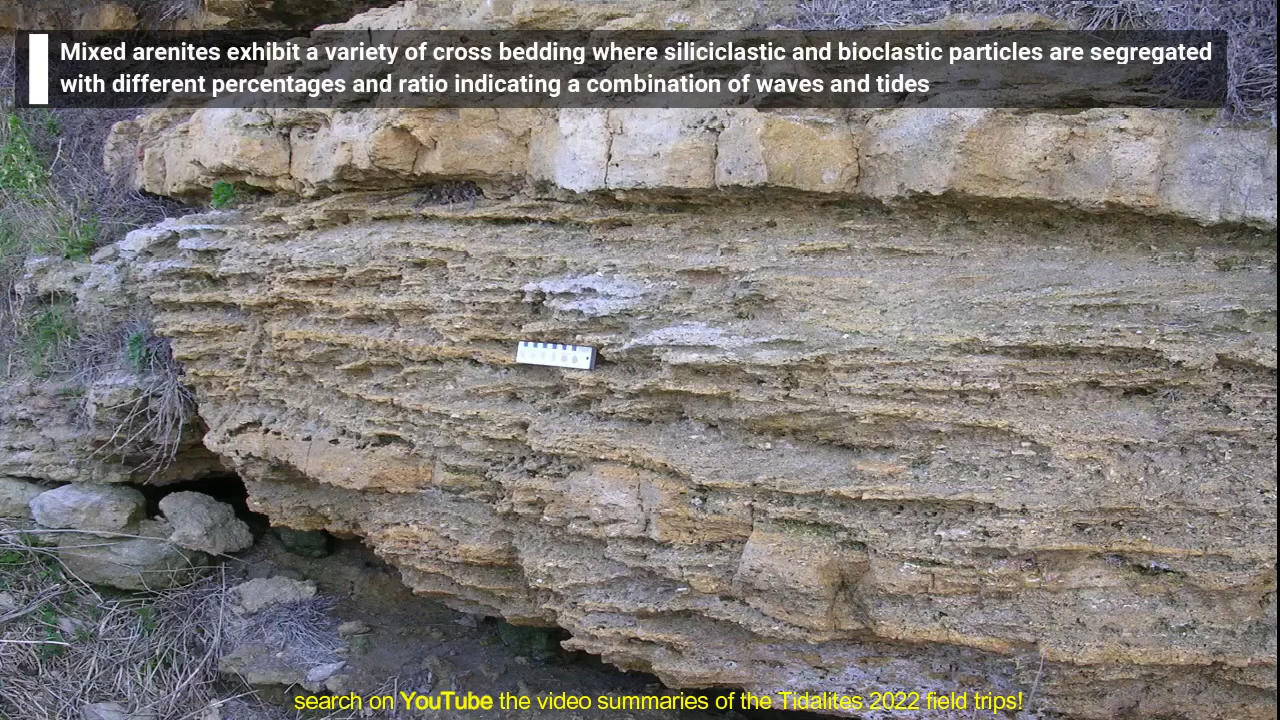 Mixed arenites exhibit a variety of cross bedding where siliciclastic and bioclastic particles are segregated
with different percentages and ratio indicating a combination of waves and tides
search on YouTube the video summaries of the Tidalites 2022 field trips!